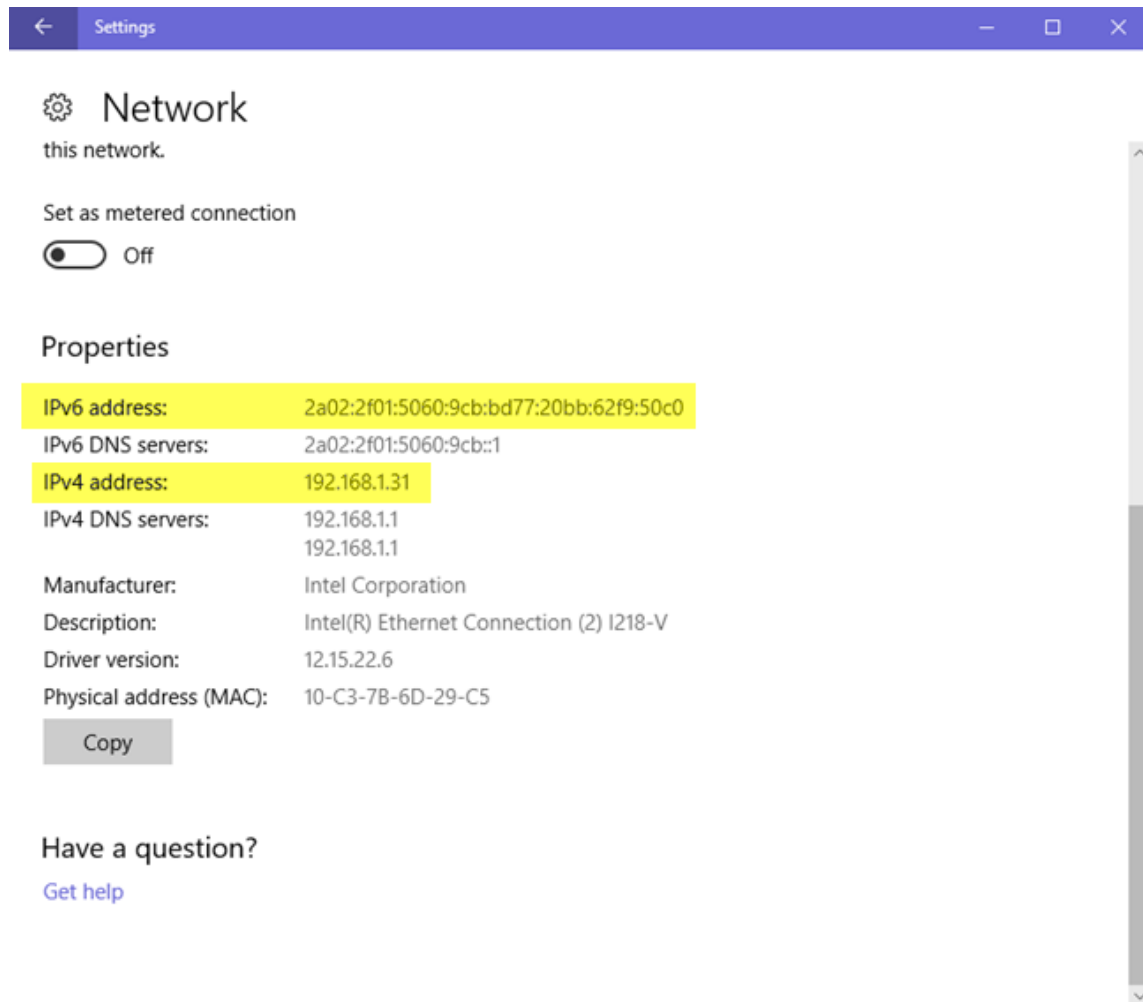 Settings
Network
this network.
Set as metered connection
Off
Properties
IPv6 address: 2a02:2f01:5060:9cb:bd77:20bb:62f9:50c0
IPv6 DNS servers: 2a02:2f01:5060:9cb::1
IPv4 address: 192.168.1.31
IPv4 DNS servers: 192.168.1.1
192.168.1.1
Manufacturer: Intel Corporation
Description: Intel(R) Ethernet Connection (2) I218-V
Driver version: 12.15.22.6
Physical address (MAC): 10-C3-7B-6D-29-C5
Copy
Have a question?
Get help